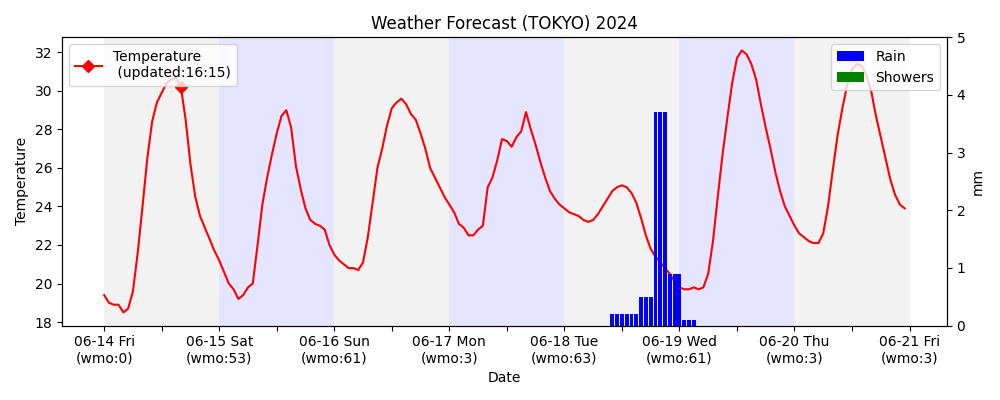 Weather Forecast (TOKYO) 2024
Temperature
(updated:16:15)
Rain
Showers
Temperature
32
30
28
26
24
22
20
18
5
4
3
2
1
0
mm
06-14 Fri
(wmo:0)
06-15 Sat
(wmo:53)
06-16 Sun
(wmo:61)
06-17 Mon
(wmo:3)
06-18 Tue
(wmo:63)
06-19 Wed
(wmo:61)
06-20 Thu
(wmo:3)
06-21 Fri
(wmo:3)
Date